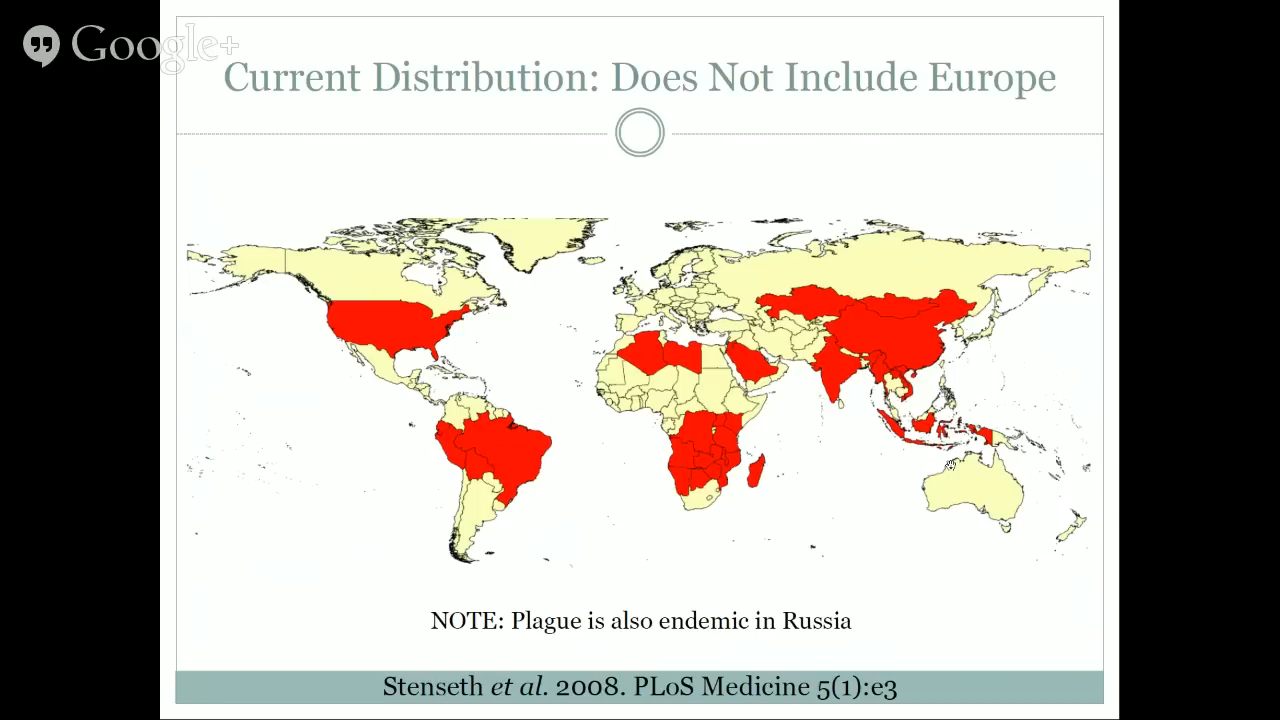 Google+
Current Distribution: Does Not Include Europe
NOTE: Plague is also endemic in Russia
Stenseth et al. 2008. PLoS Medicine 5(1):e3